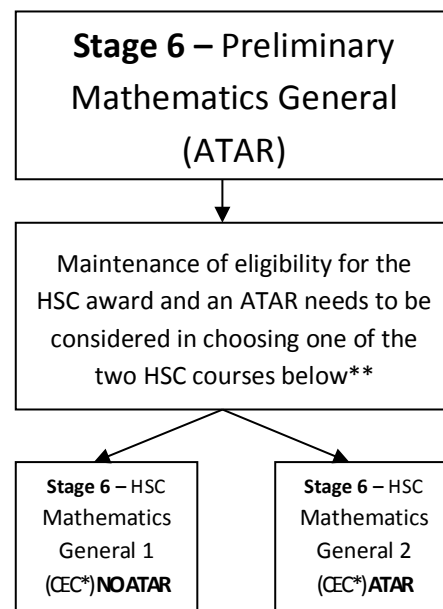 Stage 6 – Preliminary
Mathematics General
(ATAR)
Maintenance of eligibility for the
HSC award and an ATAR needs to be
considered in choosing one of the
two HSC courses below**
Stage 6 – HSC
Mathematics
General 1
(CEC*) NO ATAR
Stage 6 – HSC
Mathematics
General 2
(CEC*) ATAR